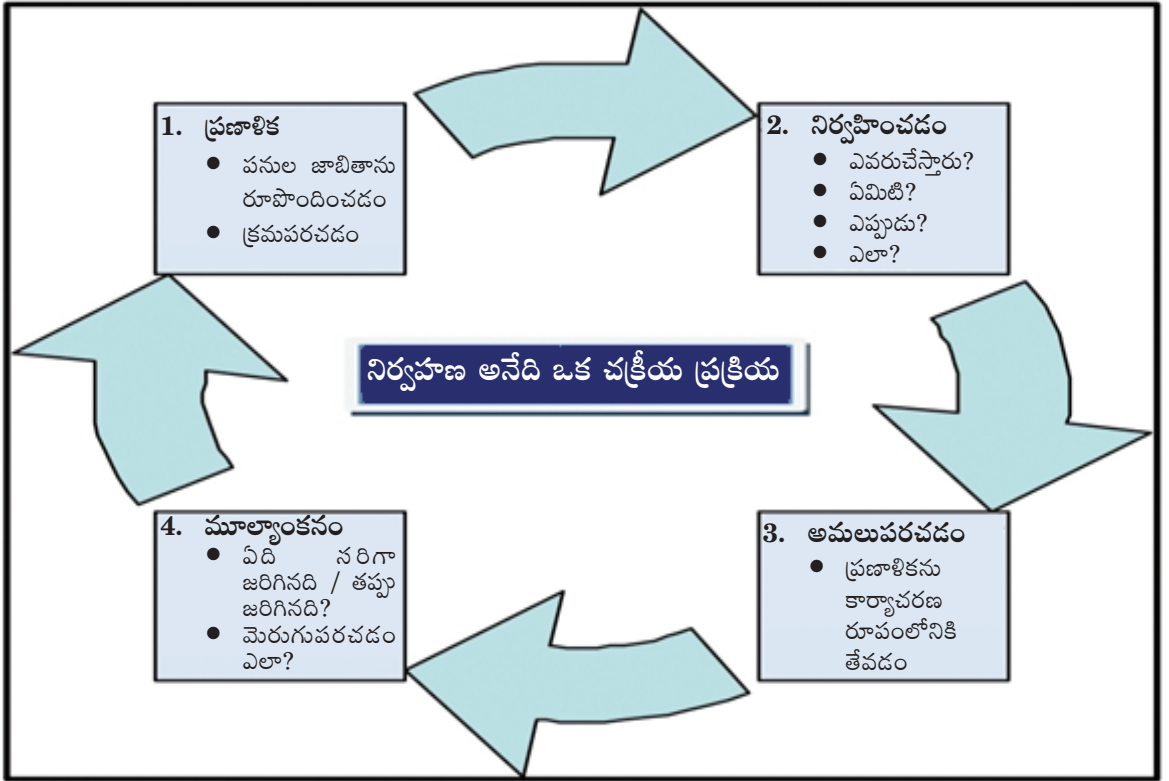 1. ప్రణాళిక
● పనుల జాబితాను
రూపొందించడం
● క్రమపరచడం
2. నిర్వహించడం
● ఎవరుచేస్తారు?
● ఏమిటి?
● ఎప్పుడు?
● ఎలా?
నిర్వహణ అనేది ఒక చక్రీయ ప్రక్రియ
3. అమలుపరచడం
● ప్రణాళికను
కార్యాచరణ
రూపంలోనికి
తేవడం
4. మూల్యాంకనం
● ఏది నరిగా
జరిగినది / తప్పు
జరిగినది?
● మెరుగుపరచడం
ఎలా?